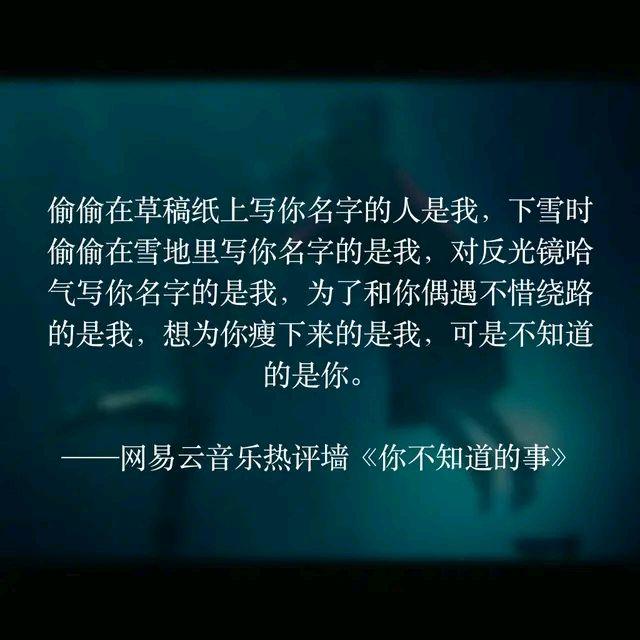 偷偷在草稿纸上写你名字的人是我，下雪时
偷偷在雪地里写你名字的是我，对反光镜哈
气写你名字的是我，为了和你偶遇不惜绕路
的是我，想为你瘦下来的是我，可是不知道
的是你。
——网易云音乐热评墙《你不知道的事》